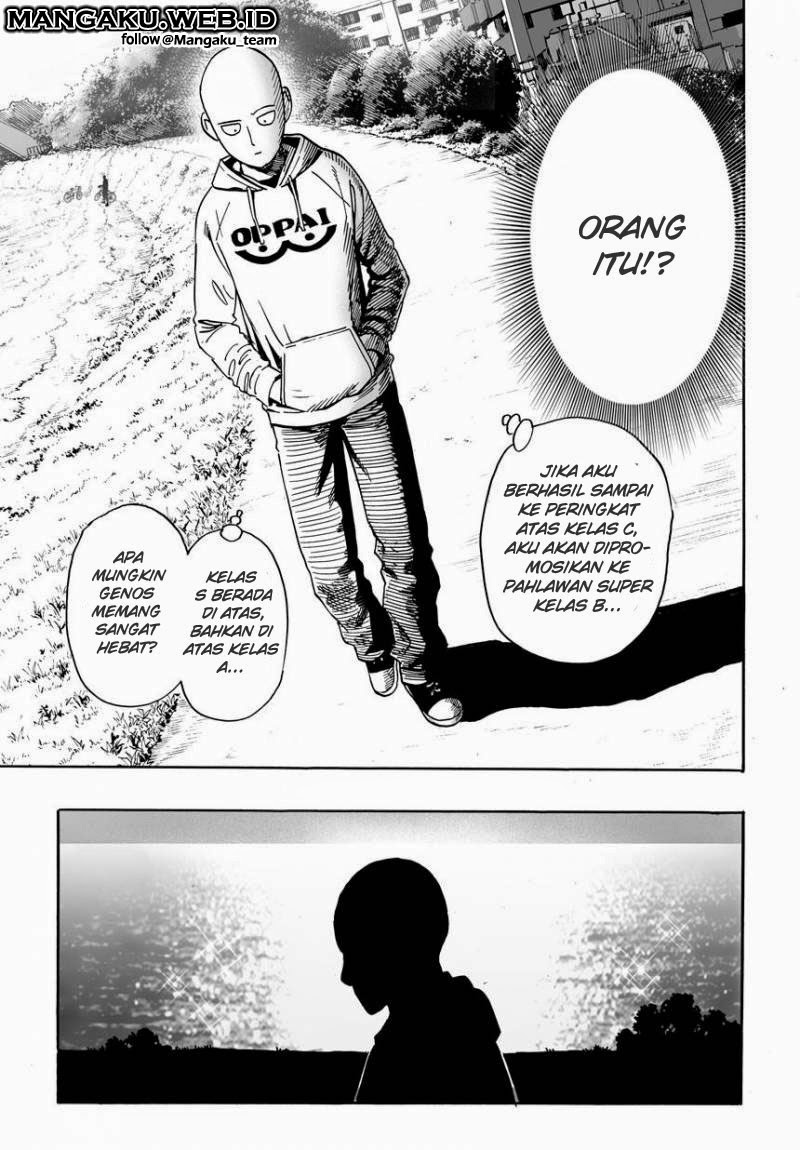 MANGAKU.WEB.ID
follow @Mangaku_team
ORANG
ITU!?
OPPAI
JIKA AKU
BERHASIL SAMPAI
KE PERINGKAT
ATAS KELAS C,
AKU AKAN DIPRO-
MOSIKAN KE
PAHLAWAN SUPER
KELAS B...
KELAS
S BERADA
DI ATAS,
BAHKAN DI
ATAS KELAS
A...
APA
MUNGKIN
GENOS
MEMANG
SANGAT
HEBAT?